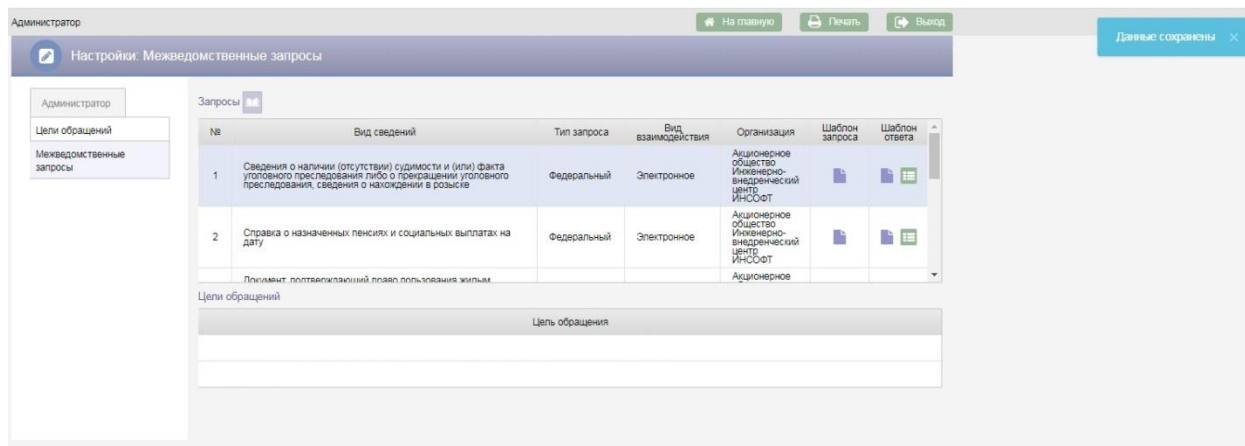 Администратор
На главную
Печать
Выход
Данные сохранены
Настройки: Межведомственные запросы
Администратор
Цели обращений
Межведомственные
запросы
Запросы
№
Вид сведений
Тип запроса
Вид
взаимодействия
Организация
Шаблон
запроса
Шаблон
ответа
1
Сведения о наличии (отсутствии) судимости и (или) факта
уголовного преследования либо о прекращении уголовного
преследования, сведения о нахождении в розыске
Федеральный
Электронное
Акционерное
общество
Инженерно-
внедренческий
центр
ИНСОФТ
2
Справка о назначенных пенсиях и социальных выплатах на
дату
Федеральный
Электронное
Акционерное
общество
Инженерно-
внедренческий
центр
ИНСОФТ
Документ, подтверждающий право пользования жилым
Акционерное
Цели обращений
Цель обращения